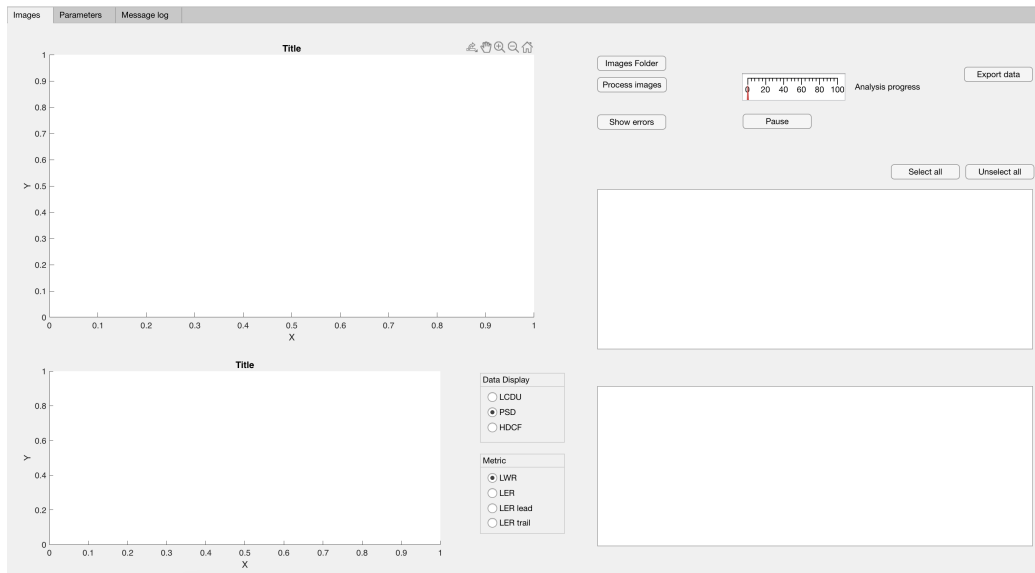 Images Parameters Message log
Title
1
0.9
0.8
0.7
0.6
0.5
0.4
0.3
0.2
0.1
0
Y
0 0.1 0.2 0.3 0.4 0.5 0.6 0.7 0.8 0.9 1
X
Images Folder
Process images
Show errors
0 20 40 60 80 100
Analysis progress
Pause
Export data
Select all Unselect all
Title
1
0.8
0.6
0.4
0.2
0
Y
0 0.1 0.2 0.3 0.4 0.5 0.6 0.7 0.8 0.9 1
X
Data Display
LCDU
PSD
HDCF
Metric
LWR
LER
LER lead
LER trail